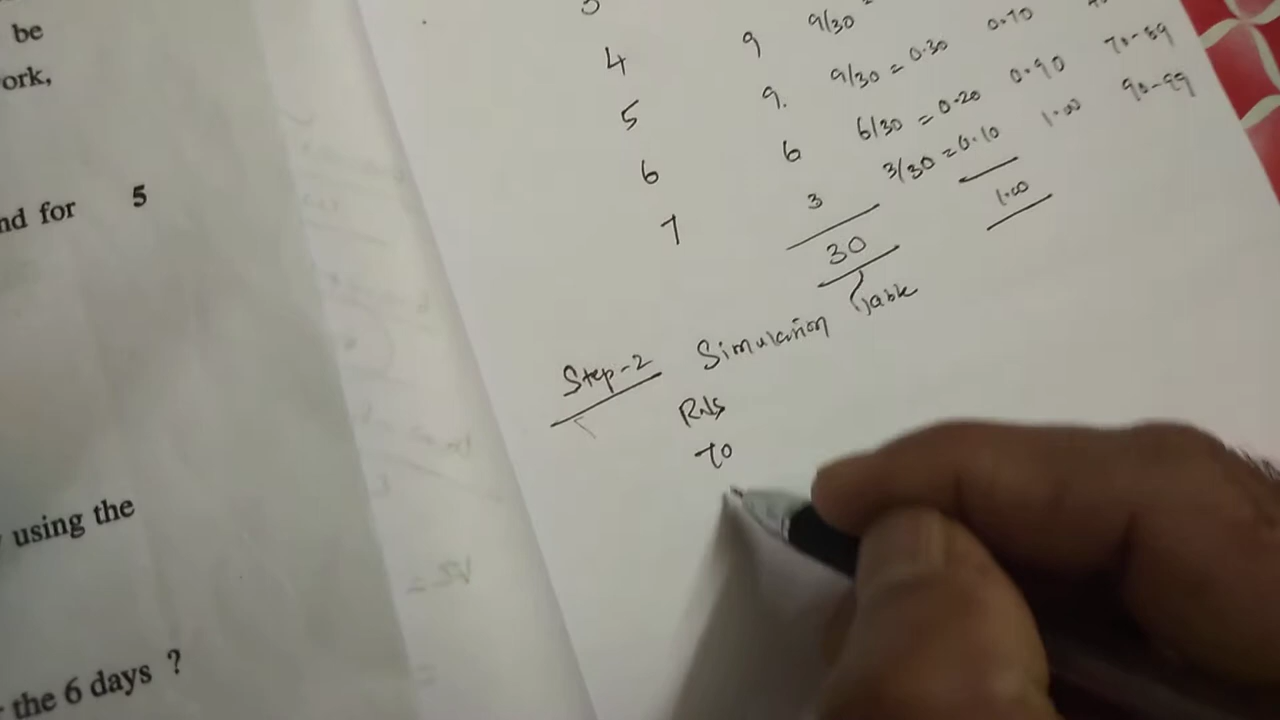 be
ork,
nd for 5
using the
the 6 days ?
4 9 9/30
5 9. 9/30 = 0.30 0.70
6 6 6/30 = 0.20 0.90 70-89
7 3 3/30 = 0.10 1.00 90-99
30 1.00
Step-2 Simulation Table
RNS
70